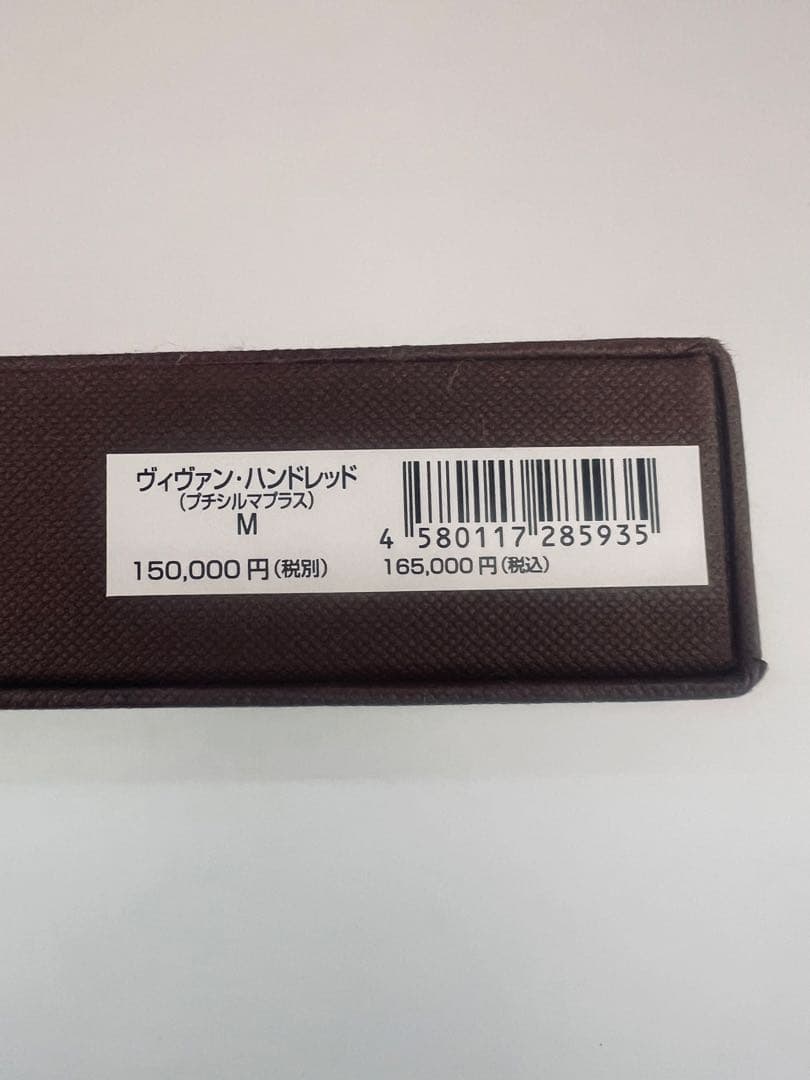 ヴィヴァン・ハンドレッド
(プチシルマプラス)
M
150,000円(税別)
4 580117 285935
165,000円(税込)